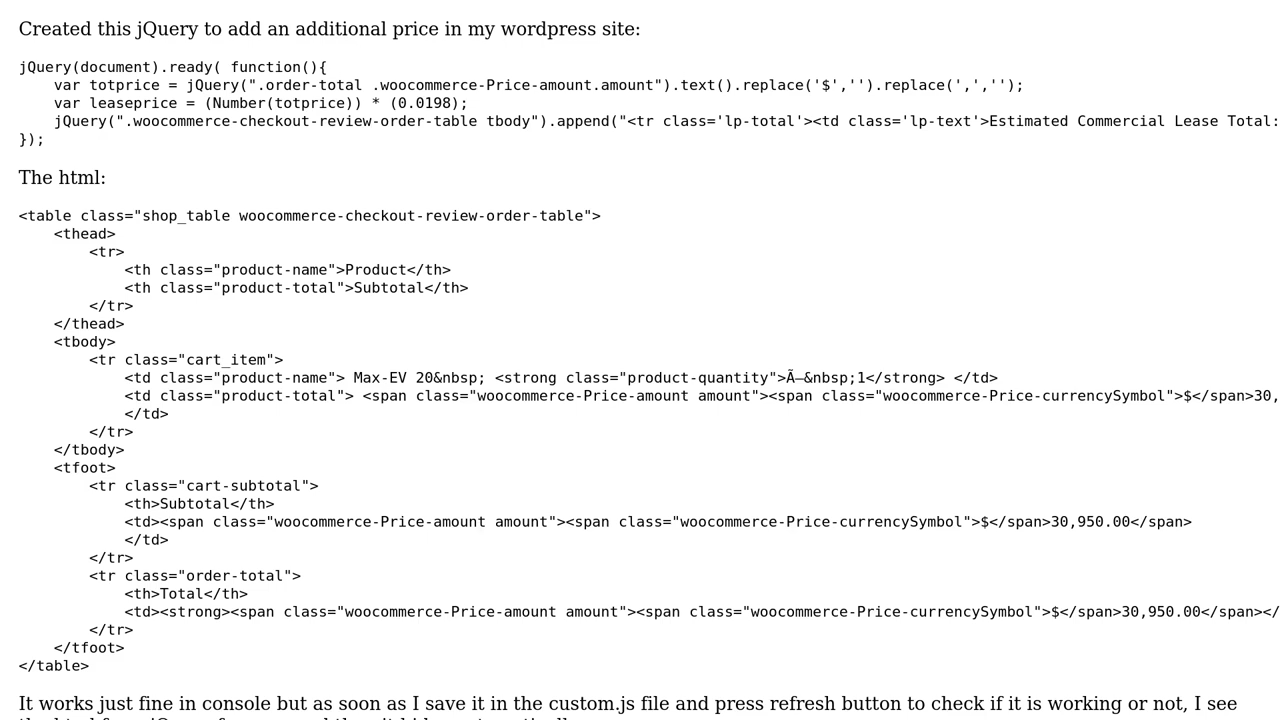 Created this jQuery to add an additional price in my wordpress site:
jQuery(document).ready( function(){
    var totprice = jQuery(".order-total .woocommerce-Price-amount.amount").text().replace('$','').replace(',','');
    var leaseprice = (Number(totprice)) * (0.0198);
    jQuery(".woocommerce-checkout-review-order-table tbody").append("<tr class='lp-total'><td class='lp-text'>Estimated Commercial Lease Total:
});
The html:
<table class="shop_table woocommerce-checkout-review-order-table">
    <thead>
        <tr>
            <th class="product-name">Product</th>
            <th class="product-total">Subtotal</th>
        </tr>
    </thead>
    <tbody>
        <tr class="cart_item">
            <td class="product-name"> Max-EV 20&nbsp; <strong class="product-quantity">Ã—&nbsp;1</strong> </td>
            <td class="product-total"> <span class="woocommerce-Price-amount amount"><span class="woocommerce-Price-currencySymbol">$</span>30,
            </td>
        </tr>
    </tbody>
    <tfoot>
        <tr class="cart-subtotal">
            <th>Subtotal</th>
            <td><span class="woocommerce-Price-amount amount"><span class="woocommerce-Price-currencySymbol">$</span>30,950.00</span>
            </td>
        </tr>
        <tr class="order-total">
            <th>Total</th>
            <td><strong><span class="woocommerce-Price-amount amount"><span class="woocommerce-Price-currencySymbol">$</span>30,950.00</span></
        </tr>
    </tfoot>
</table>
It works just fine in console but as soon as I save it in the custom.js file and press refresh button to check if it is working or not, I see